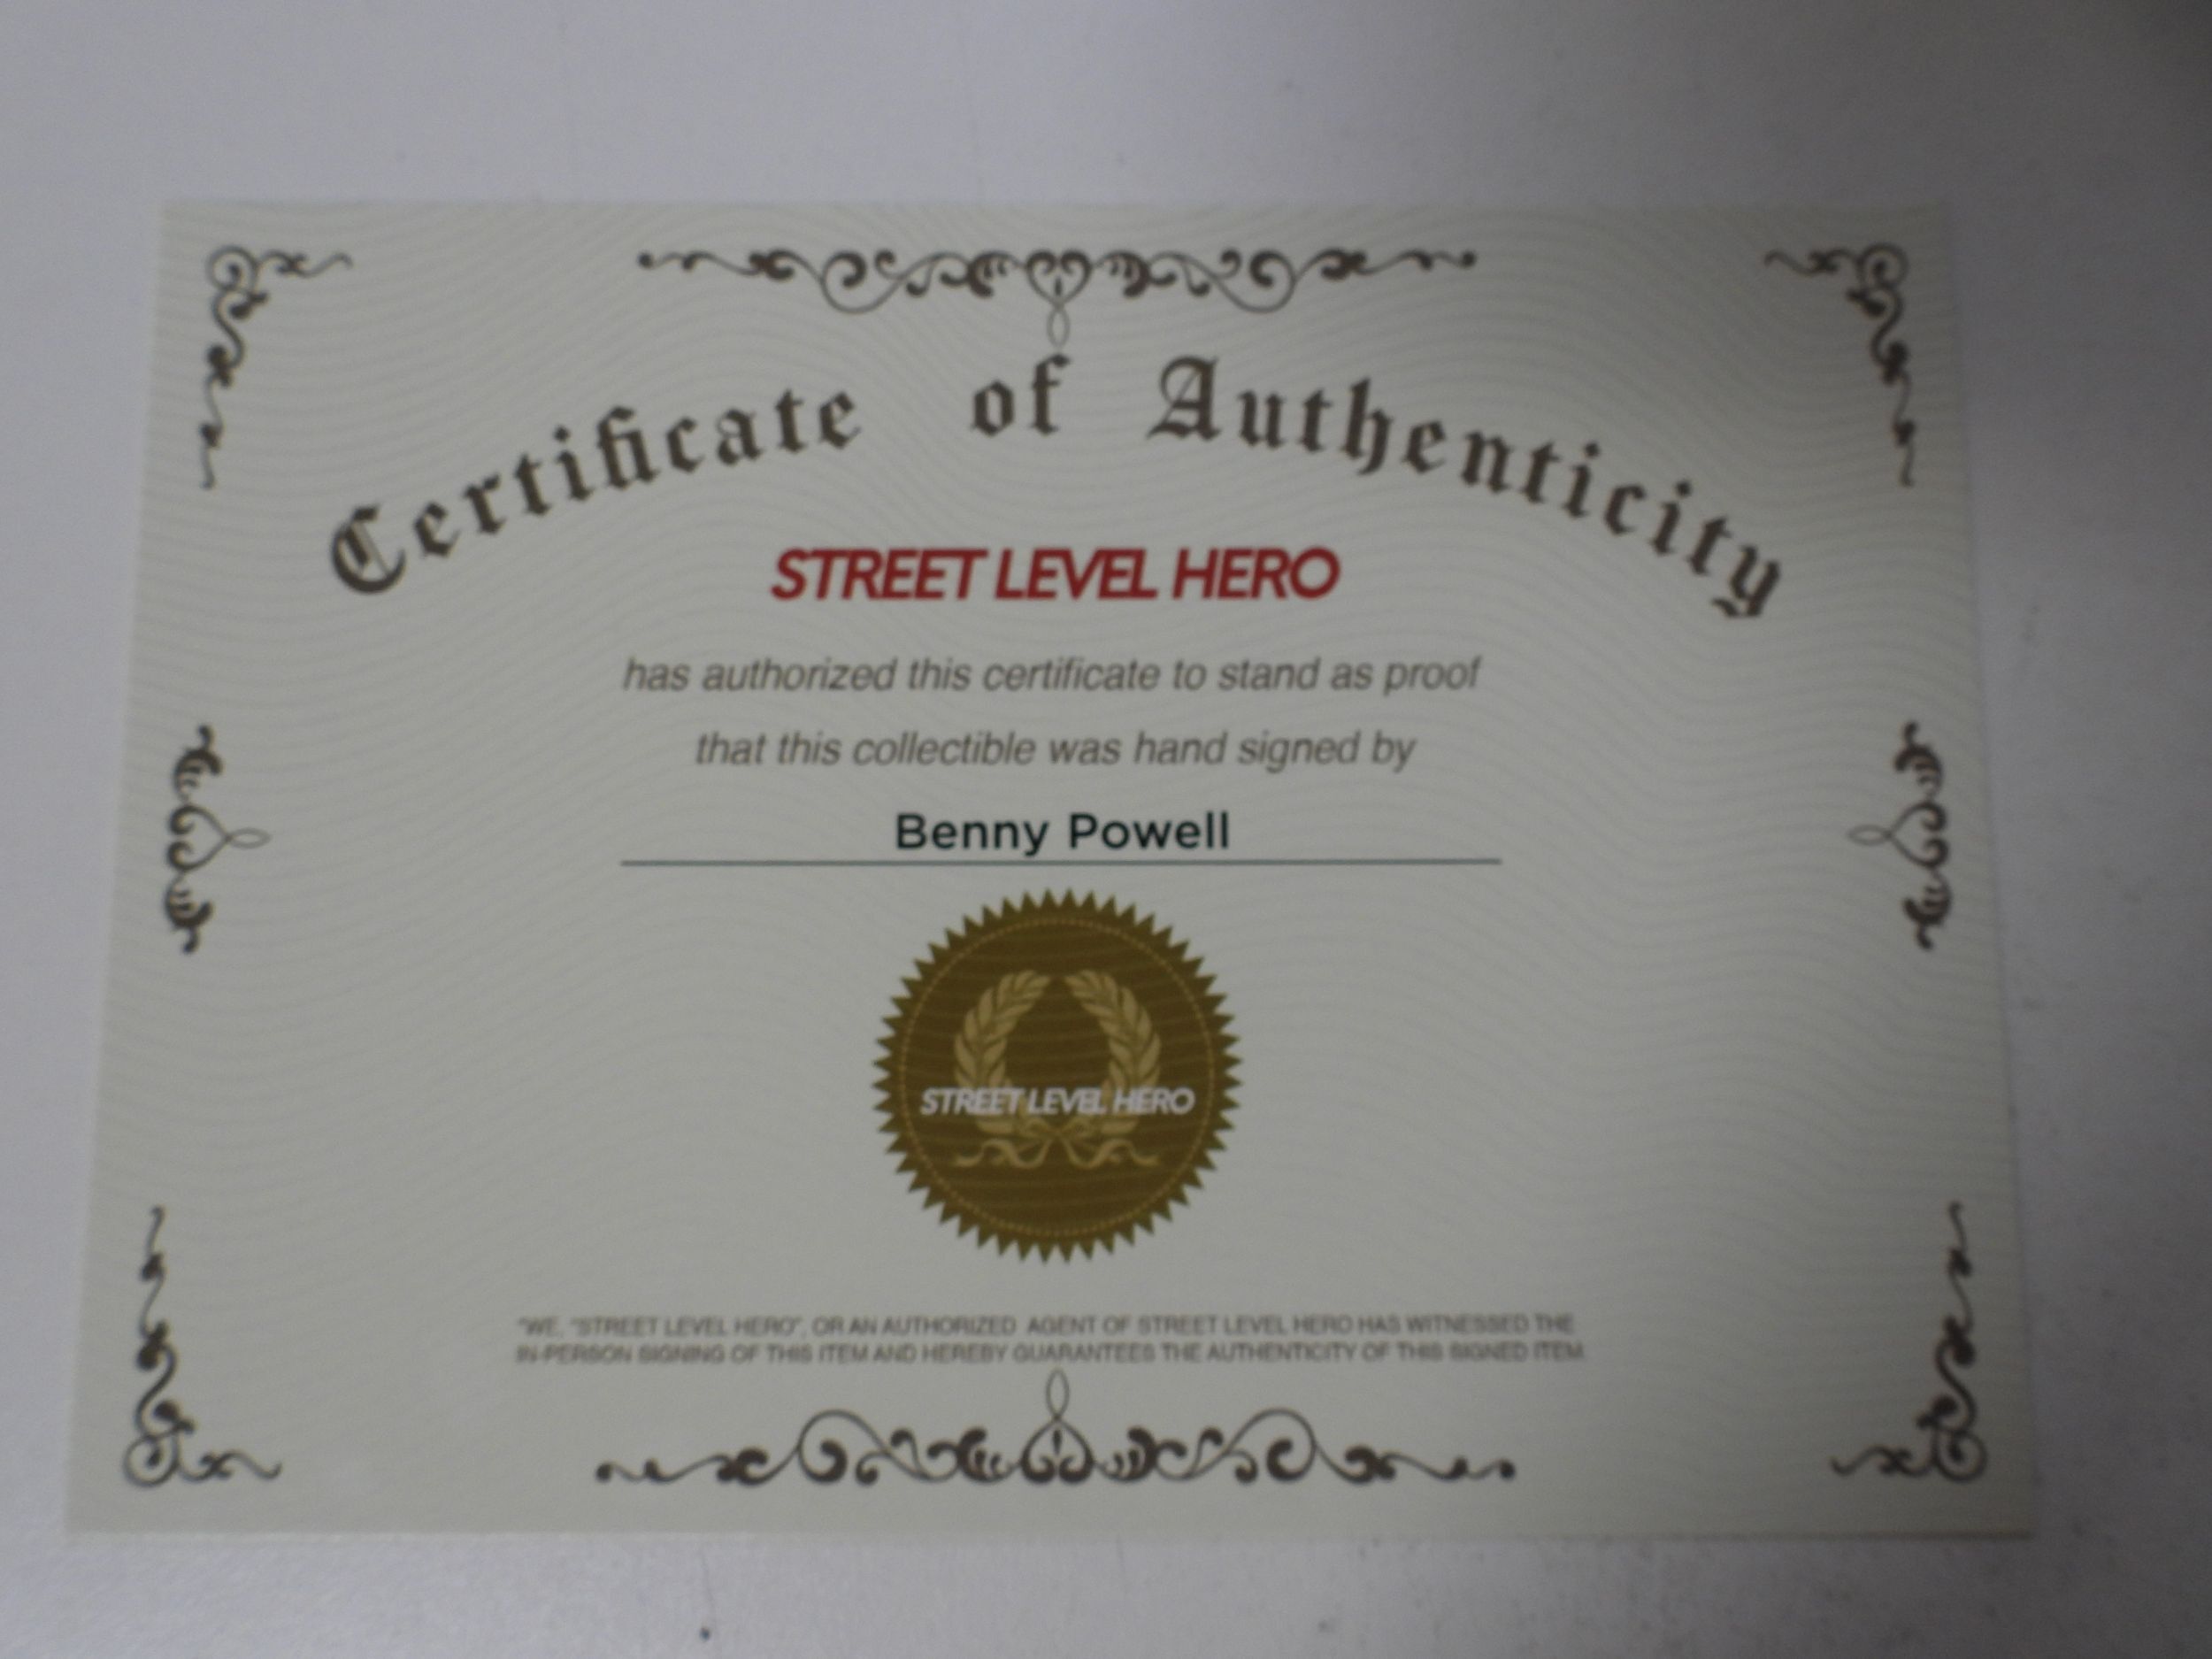 Certificate of Authenticity
STREET LEVEL HERO
has authorized this certificate to stand as proof
that this collectible was hand signed by
Benny Powell
STREET LEVEL HERO
"WE, "STREET LEVEL HERO", OR AN AUTHORIZED AGENT OF STREET LEVEL HERO HAS WITNESSED THE
IN-PERSON SIGNING OF THIS ITEM AND HEREBY GUARANTEES THE AUTHENTICITY OF THIS SIGNED ITEM.